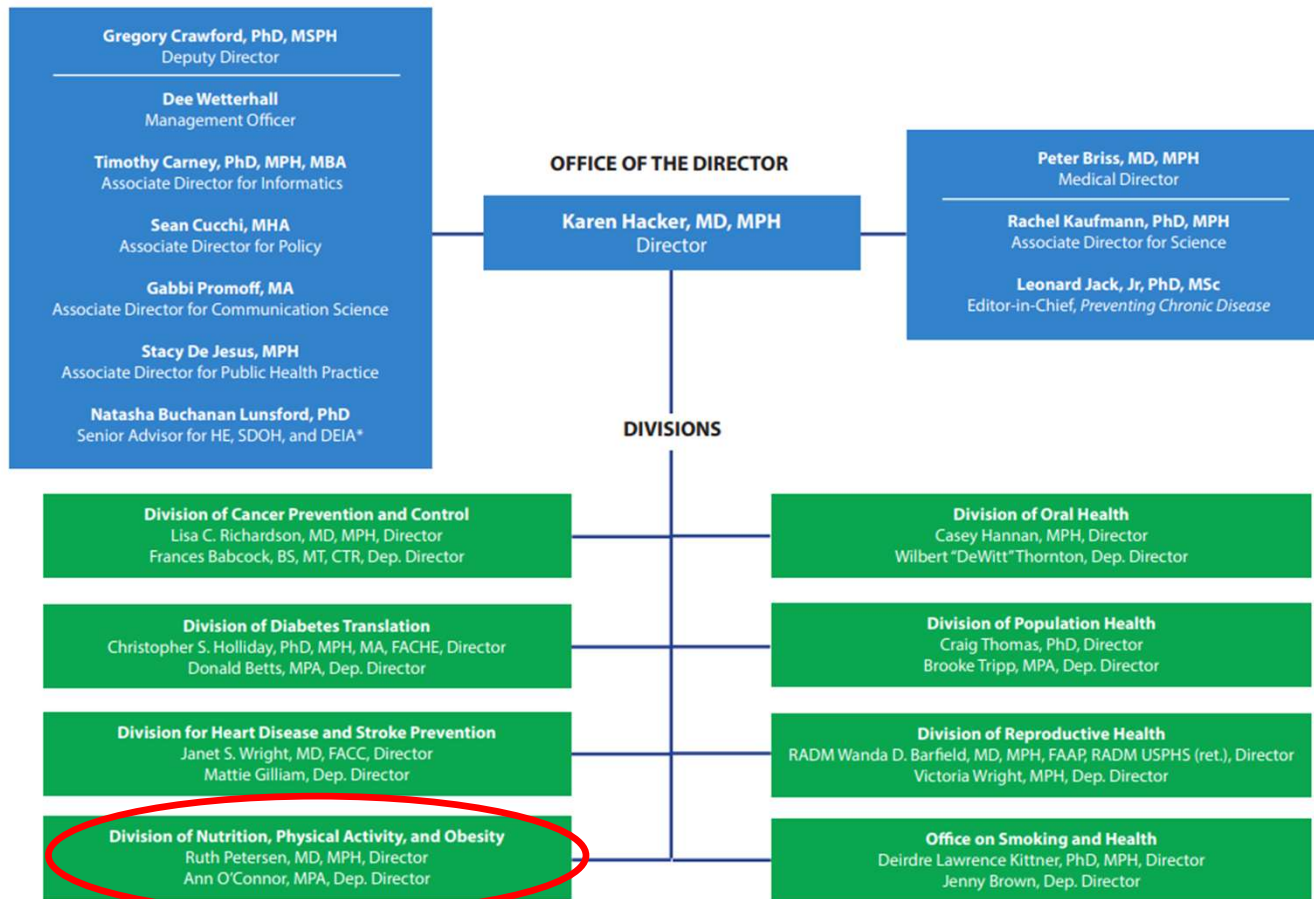 Gregory Crawford, PhD, MSPH
Deputy Director
Dee Wetterhall
Management Officer
Timothy Carney, PhD, MPH, MBA
Associate Director for Informatics
Sean Cucchi, MHA
Associate Director for Policy
Gabbi Promoff, MA
Associate Director for Communication Science
Stacy De Jesus, MPH
Associate Director for Public Health Practice
Natasha Buchanan Lunsford, PhD
Senior Advisor for HE, SDOH, and DEIA*
OFFICE OF THE DIRECTOR
Karen Hacker, MD, MPH
Director
Peter Briss, MD, MPH
Medical Director
Rachel Kaufmann, PhD, MPH
Associate Director for Science
Leonard Jack, Jr, PhD, MSc
Editor-in-Chief, Preventing Chronic Disease
DIVISIONS
Division of Cancer Prevention and Control
Lisa C. Richardson, MD, MPH, Director
Frances Babcock, BS, MT, CTR, Dep. Director
Division of Oral Health
Casey Hannan, MPH, Director
Wilbert “DeWitt” Thornton, Dep. Director
Division of Diabetes Translation
Christopher S. Holliday, PhD, MPH, MA, FACHE, Director
Donald Betts, MPA, Dep. Director
Division of Population Health
Craig Thomas, PhD, Director
Brooke Tripp, MPA, Dep. Director
Division for Heart Disease and Stroke Prevention
Janet S. Wright, MD, FACC, Director
Mattie Gilliam, Dep. Director
Division of Reproductive Health
RADM Wanda D. Barfield, MD, MPH, FAAP, RADM USPHS (ret.), Director
Victoria Wright, MPH, Dep. Director
Division of Nutrition, Physical Activity, and Obesity
Ruth Petersen, MD, MPH, Director
Ann O’Connor, MPA, Dep. Director
Office on Smoking and Health
Deirdre Lawrence Kittner, PhD, MPH, Director
Jenny Brown, Dep. Director